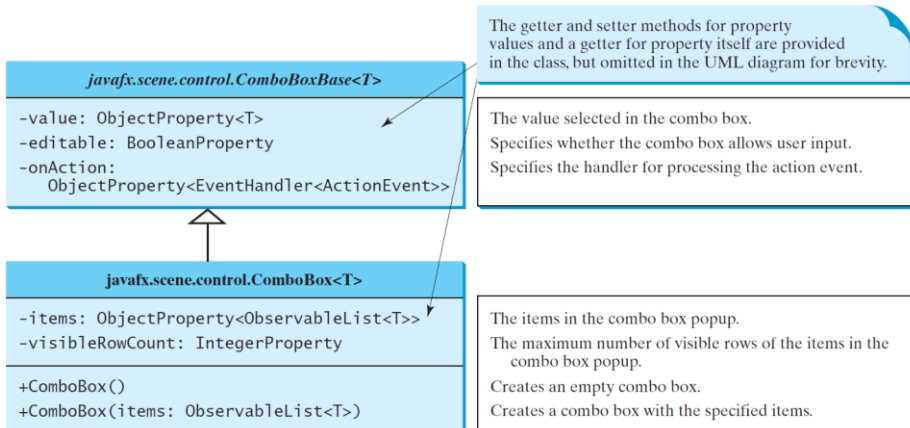 The getter and setter methods for property
values and a getter for property itself are provided
in the class, but omitted in the UML diagram for brevity.
javafx.scene.control.ComboBoxBase<T>
-value: ObjectProperty<T>
-editable: BooleanProperty
-onAction:
ObjectProperty<EventHandler<ActionEvent>>
The value selected in the combo box.
Specifies whether the combo box allows user input.
Specifies the handler for processing the action event.
javafx.scene.control.ComboBox<T>
-items: ObjectProperty<ObservableList<T>>
-visibleRowCount: IntegerProperty
+ComboBox()
+ComboBox(items: ObservableList<T>)
The items in the combo box popup.
The maximum number of visible rows of the items in the
combo box popup.
Creates an empty combo box.
Creates a combo box with the specified items.